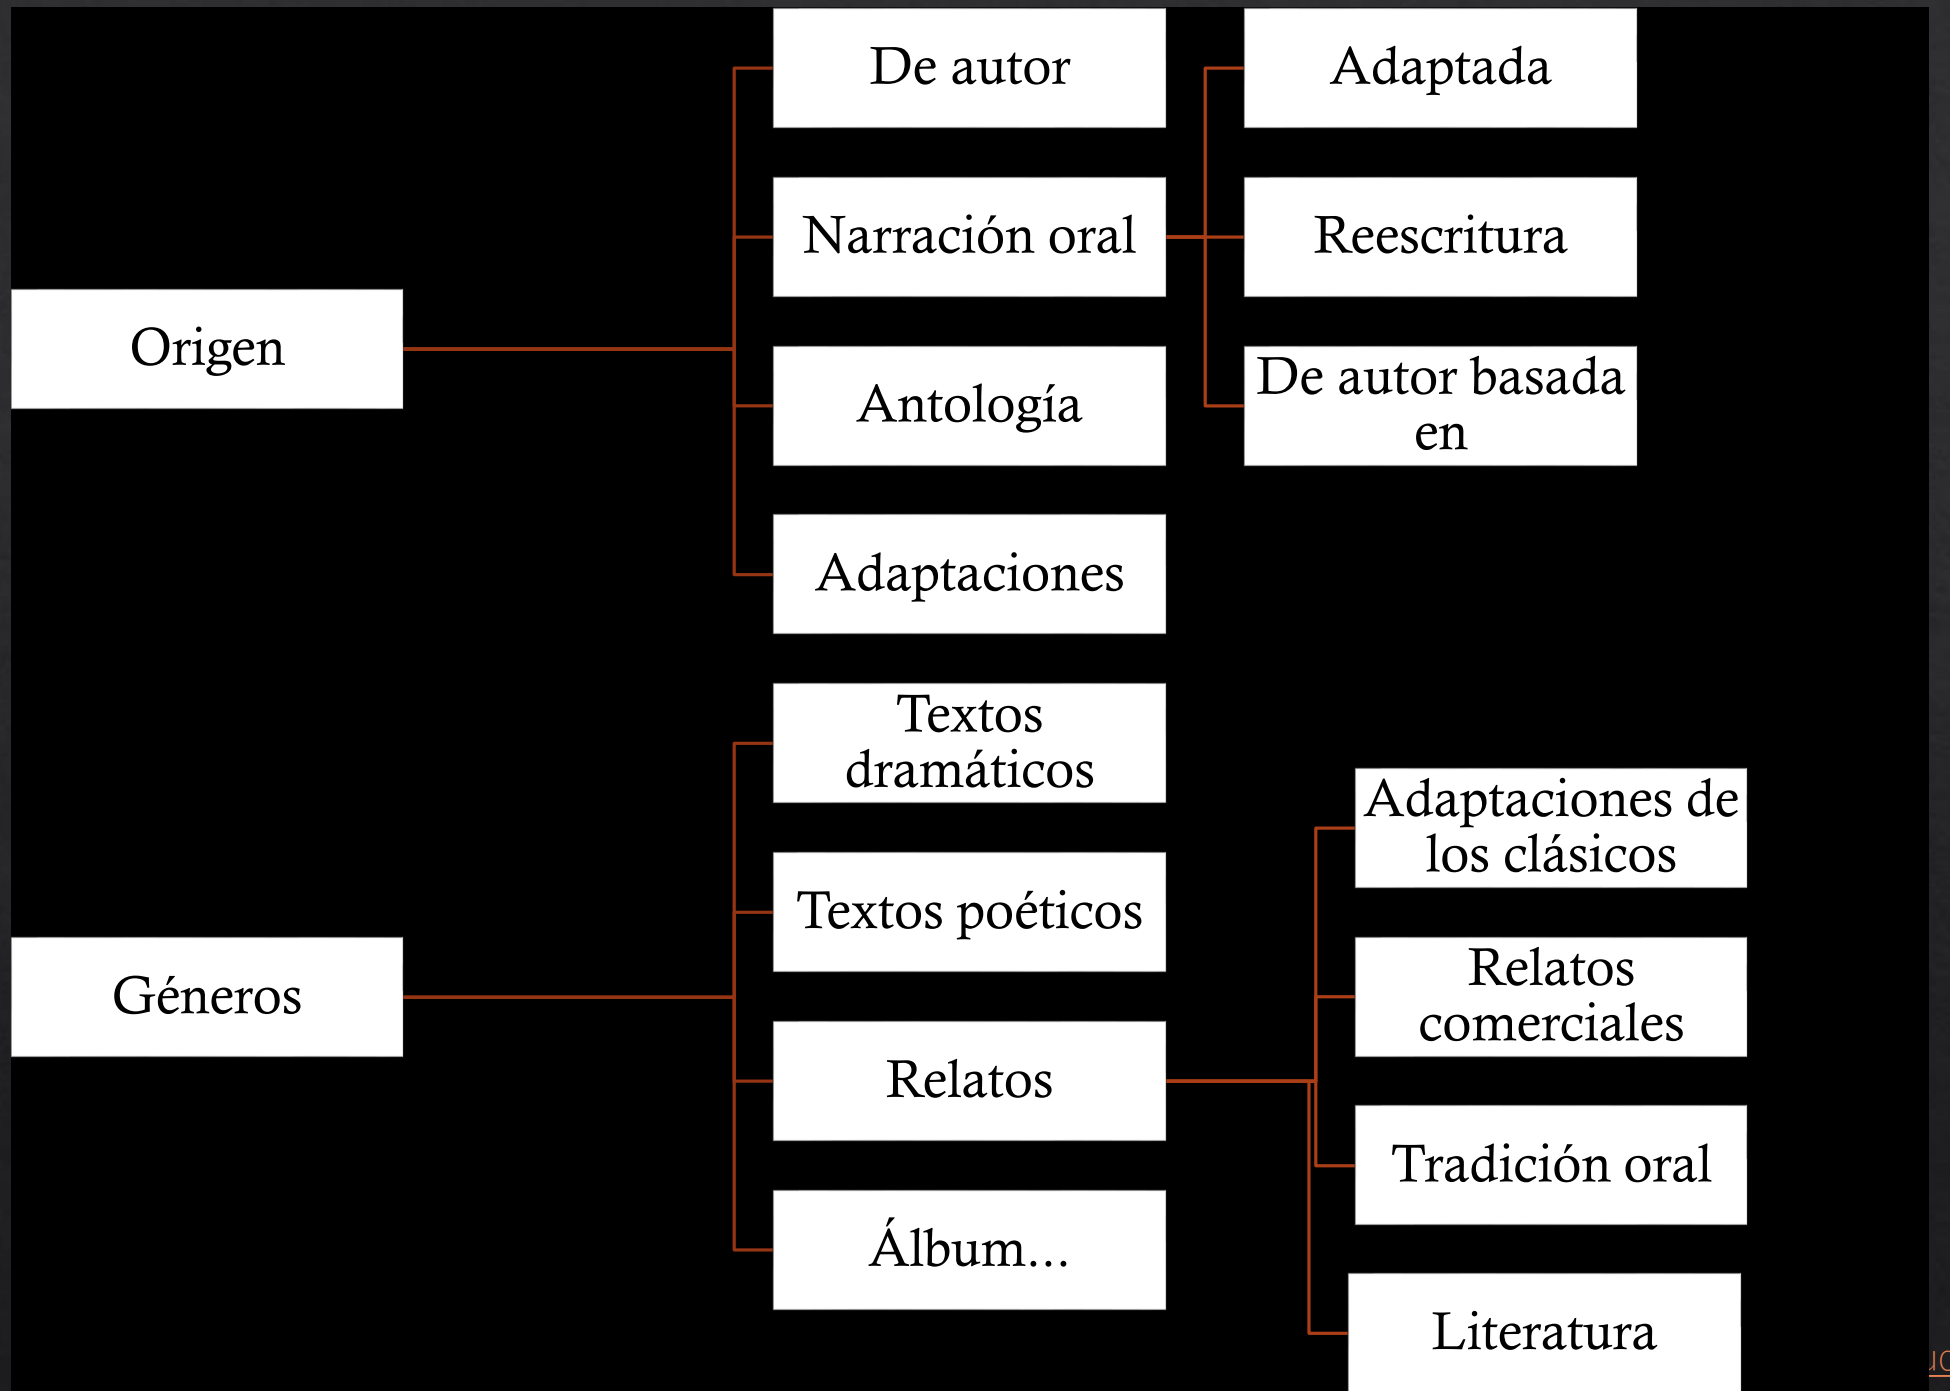 De autor
Adaptada
Narración oral
Reescritura
Origen
Antología
De autor basada
en
Adaptaciones
Textos
dramáticos
Adaptaciones de
los clásicos
Textos poéticos
Relatos
comerciales
Géneros
Relatos
Tradición oral
Álbum...
Literatura